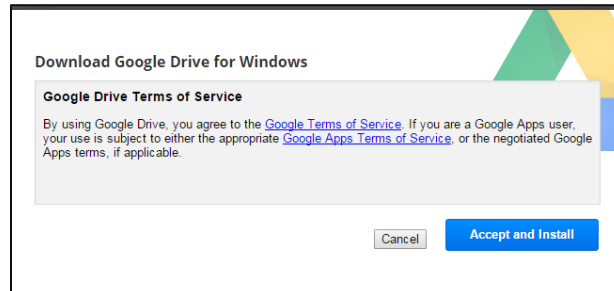 Download Google Drive for Windows
Google Drive Terms of Service
By using Google Drive, you agree to the Google Terms of Service. If you are a Google Apps user,
your use is subject to either the appropriate Google Apps Terms of Service, or the negotiated Google
Apps terms, if applicable.
Cancel
Accept and Install